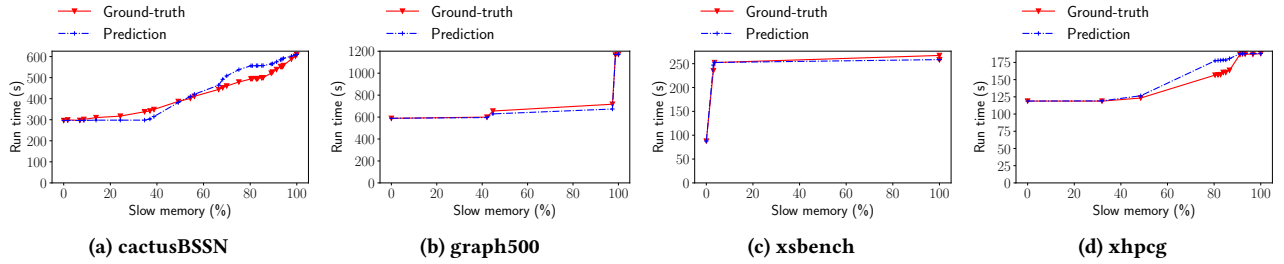 Ground-truth
Prediction
600
500
400
300
200
100
0
Run time (s)
0 20 40 60 80 100
Slow memory (%)
(a) cactusBSSN
Ground-truth
Prediction
1200
1000
800
600
400
200
0
Run time (s)
0 20 40 60 80 100
Slow memory (%)
(b) graph500
Ground-truth
Prediction
250
200
150
100
50
0
Run time (s)
0 20 40 60 80 100
Slow memory (%)
(c) xsbench
Ground-truth
Prediction
175
150
125
100
75
50
25
0
Run time (s)
0 20 40 60 80 100
Slow memory (%)
(d) xhpcg